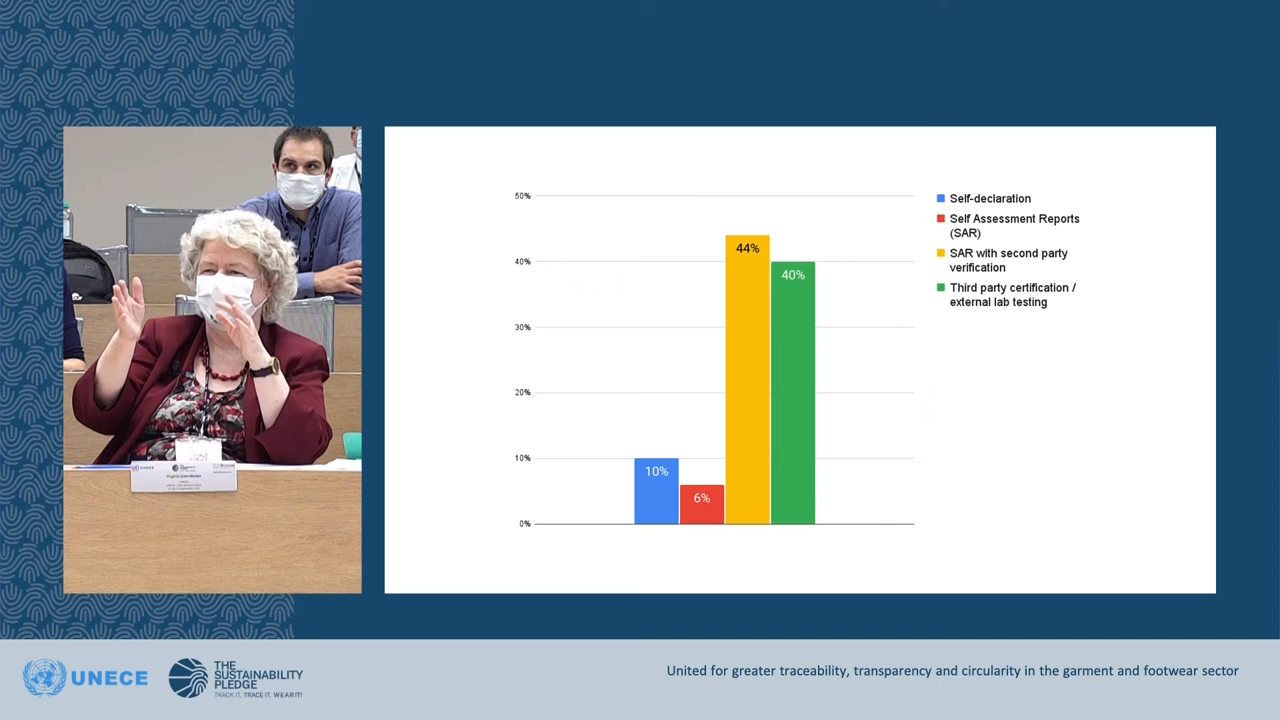 50%
40%
30%
20%
10%
0%
10%
6%
44%
40%
Self-declaration
Self Assessment Reports
(SAR)
SAR with second party
verification
Third party certification /
external lab testing
UNECE
THE
SUSTAINABILITY
PLEDGE
TRACK IT, TRACE IT, WEAR IT!
United for greater traceability, transparency and circularity in the garment and footwear sector